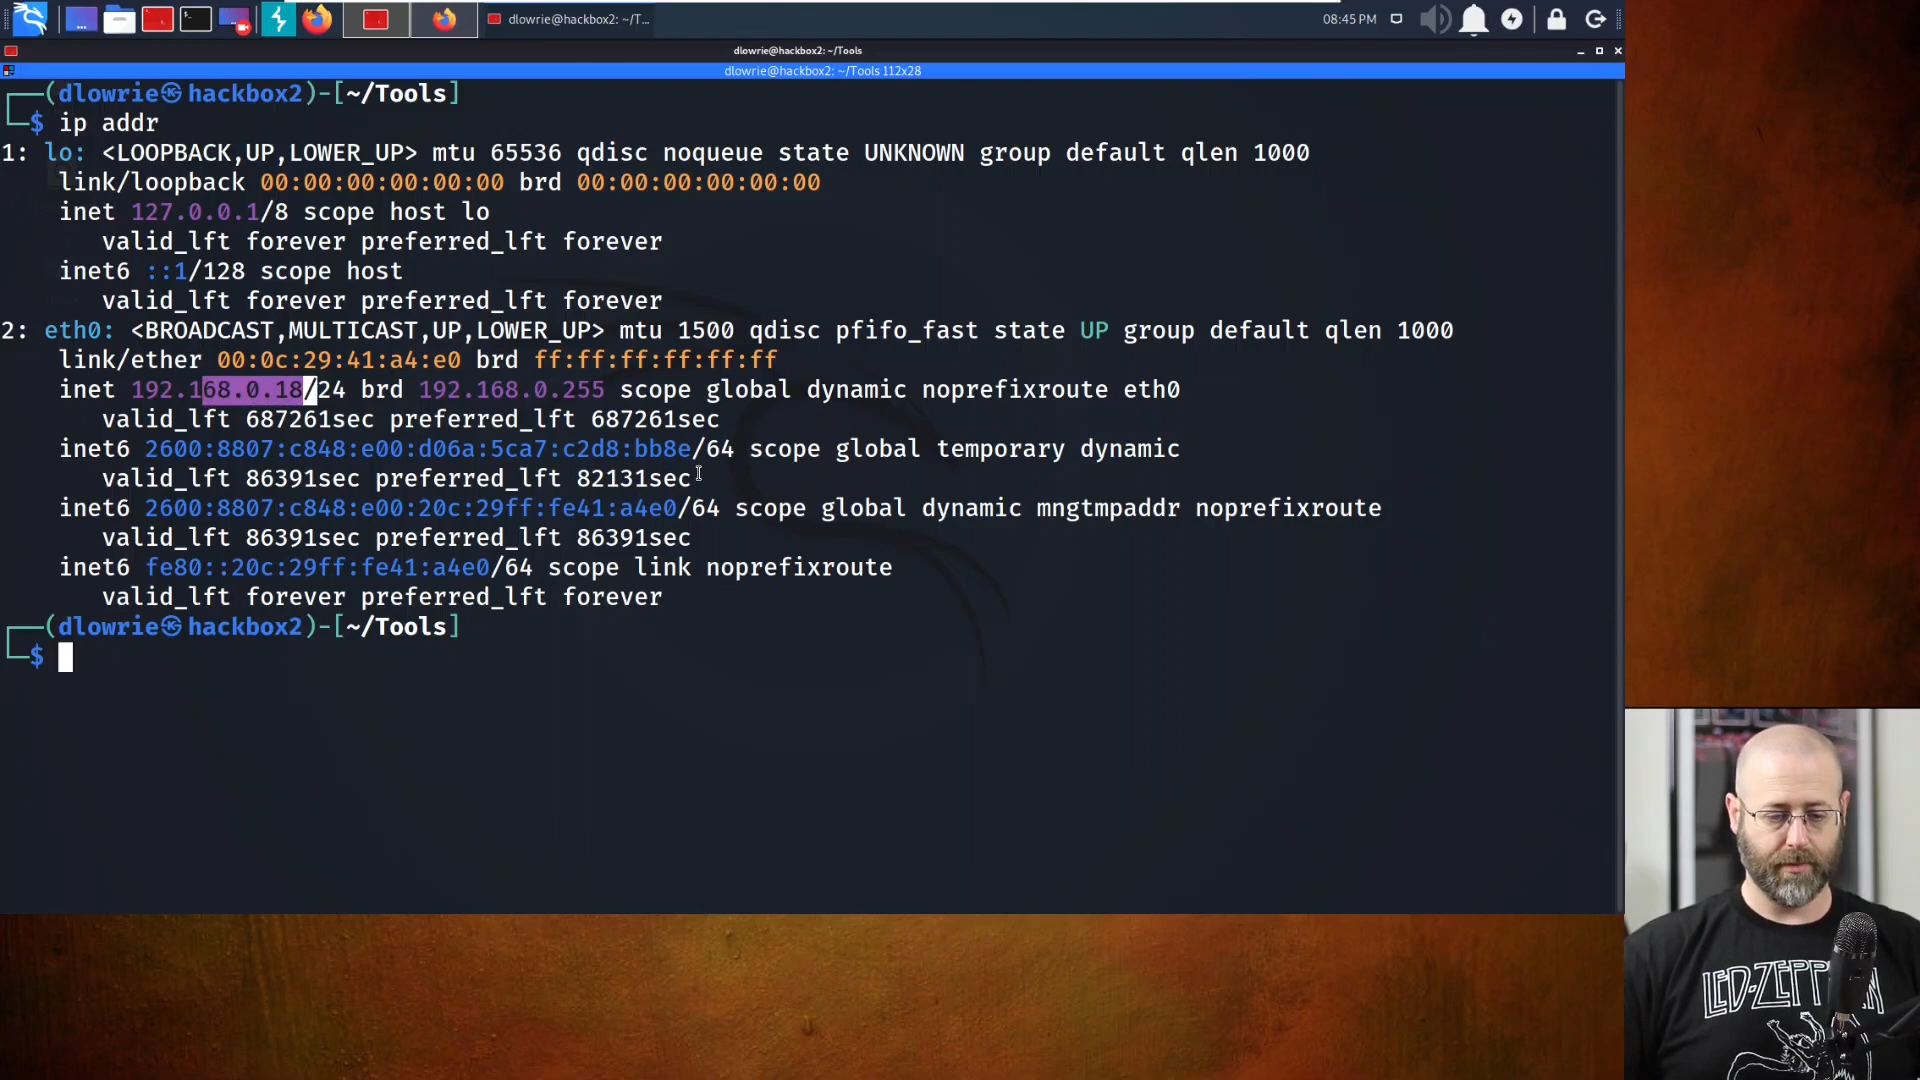 dlowrie@hackbox2: ~/T...
08:45 PM
dlowrie@hackbox2: ~/Tools
dlowrie@hackbox2: ~/Tools 112x28
(dlowrie㉿hackbox2)-[~/Tools]
$ ip addr
1: lo: <LOOPBACK,UP,LOWER_UP> mtu 65536 qdisc noqueue state UNKNOWN group default qlen 1000
link/loopback 00:00:00:00:00:00 brd 00:00:00:00:00:00
inet 127.0.0.1/8 scope host lo
valid_lft forever preferred_lft forever
inet6 ::1/128 scope host
valid_lft forever preferred_lft forever
2: eth0: <BROADCAST,MULTICAST,UP,LOWER_UP> mtu 1500 qdisc pfifo_fast state UP group default qlen 1000
link/ether 00:0c:29:41:a4:e0 brd ff:ff:ff:ff:ff:ff
inet 192.168.0.18/24 brd 192.168.0.255 scope global dynamic noprefixroute eth0
valid_lft 687261sec preferred_lft 687261sec
inet6 2600:8807:c848:e00:d06a:5ca7:c2d8:bb8e/64 scope global temporary dynamic
valid_lft 86391sec preferred_lft 82131sec
inet6 2600:8807:c848:e00:20c:29ff:fe41:a4e0/64 scope global dynamic mngtmpaddr noprefixroute
valid_lft 86391sec preferred_lft 86391sec
inet6 fe80::20c:29ff:fe41:a4e0/64 scope link noprefixroute
valid_lft forever preferred_lft forever
(dlowrie㉿hackbox2)-[~/Tools]
$
LED-ZEPPE